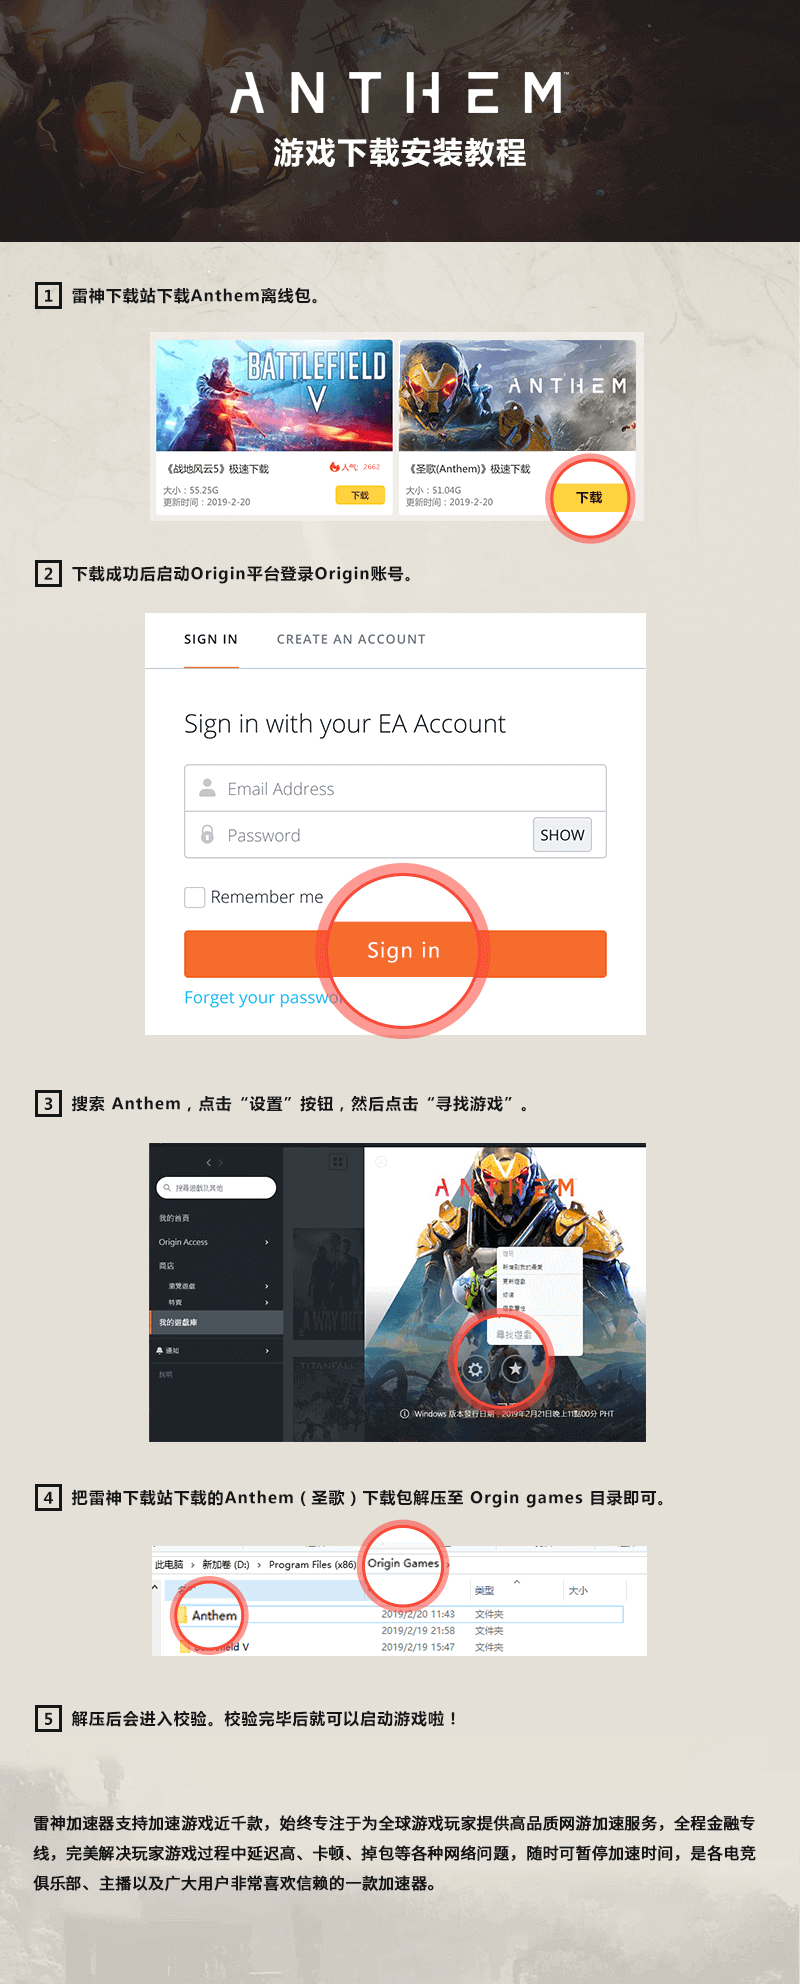 ANTHEM™
游戏下载安装教程
1 雷神下载站下载Anthem离线包。
BATTLEFIELD
V
ANTHEM
《战地风云5》极速下载
人气: 2662
大小：55.25G
更新时间：2019-2-20
下载
《圣歌(Anthem)》极速下载
大小：51.04G
更新时间：2019-2-20
下载
2 下载成功后启动Origin平台登录Origin账号。
SIGN IN CREATE AN ACCOUNT
Sign in with your EA Account
Email Address
Password SHOW
Remember me
Sign in
Forget your passwor
3 搜索 Anthem，点击“设置”按钮，然后点击“寻找游戏”。
搜尋遊戲及其他
我的首頁
Origin Access
商店
瀏覽遊戲
特賣
我的遊戲庫
通知
說明
A WAY OUT
TITANFALL
ANTHEM
新增到我的最愛
更新遊戲
修復
遊戲屬性
尋找遊戲
Windows 版本發行日期：2019年2月21日晚上11點00分 PHT
4 把雷神下载站下载的Anthem（圣歌）下载包解压至 Orgin games 目录即可。
此电脑 › 新加卷 (D:) › Program Files (x86) Origin Games
类型 大小
Anthem 2019/2/20 11:43 文件夹
2019/2/19 21:58 文件夹
field V 2019/2/19 15:47 文件夹
5 解压后会进入校验。校验完毕后就可以启动游戏啦！
雷神加速器支持加速游戏近千款，始终专注于为全球游戏玩家提供高品质网游加速服务，全程金融专
线，完美解决玩家游戏过程中延迟高、卡顿、掉包等各种网络问题，随时可暂停加速时间，是各电竞
俱乐部、主播以及广大用户非常喜欢信赖的一款加速器。